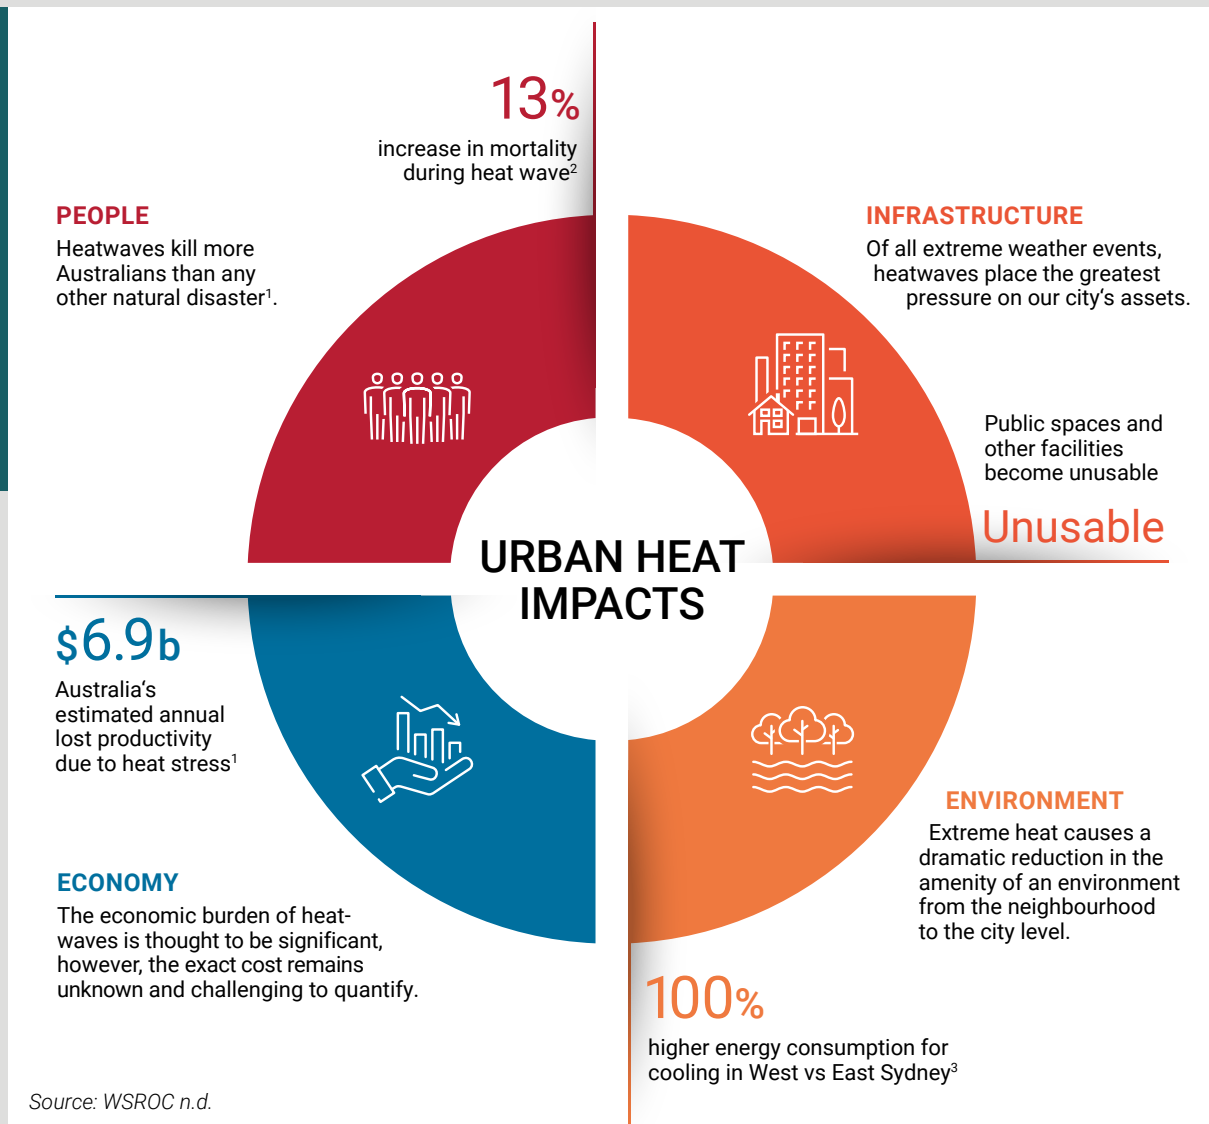 13%
increase in mortality
during heat wave²
PEOPLE
Heatwaves kill more
Australians than any
other natural disaster¹.
INFRASTRUCTURE
Of all extreme weather events,
heatwaves place the greatest
pressure on our city‘s assets.
Public spaces and
other facilities
become unusable
Unusable
URBAN HEAT
IMPACTS
$6.9b
Australia‘s
estimated annual
lost productivity
due to heat stress¹
ECONOMY
The economic burden of heat-
waves is thought to be significant,
however, the exact cost remains
unknown and challenging to quantify.
ENVIRONMENT
Extreme heat causes a
dramatic reduction in the
amenity of an environment
from the neighbourhood
to the city level.
100%
higher energy consumption for
cooling in West vs East Sydney³
Source: WSROC n.d.